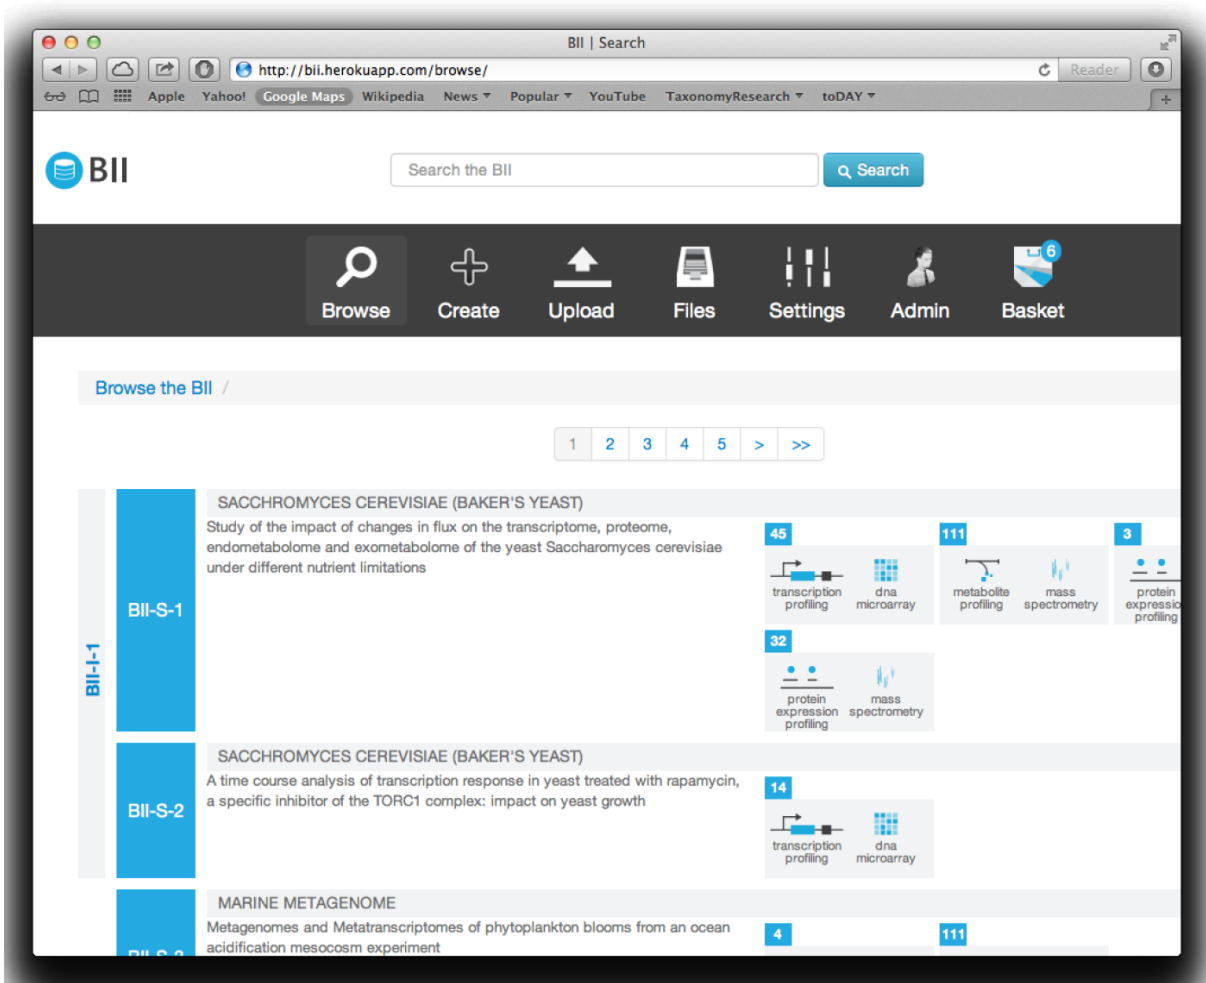 BII | Search
http://bii.herokuapp.com/browse/
Reader
Apple Yahoo! Google Maps Wikipedia News Popular YouTube TaxonomyResearch toDAY
BII
Search the BII
Search
6
Browse Create Upload Files Settings Admin Basket
Browse the BII /
1 2 3 4 5 > >>
BII-I-1
BII-S-1
SACCHROMYCES CEREVISIAE (BAKER'S YEAST)
Study of the impact of changes in flux on the transcriptome, proteome,
endometabolome and exometabolome of the yeast Saccharomyces cerevisiae
under different nutrient limitations
45
transcription
profiling
dna
microarray
111
metabolite
profiling
mass
spectrometry
3
protein
expressio
profiling
32
protein
expression
profiling
mass
spectrometry
BII-S-2
SACCHROMYCES CEREVISIAE (BAKER'S YEAST)
A time course analysis of transcription response in yeast treated with rapamycin,
a specific inhibitor of the TORC1 complex: impact on yeast growth
14
transcription
profiling
dna
microarray
MARINE METAGENOME
Metagenomes and Metatranscriptomes of phytoplankton blooms from an ocean
acidification mesocosm experiment
4
111